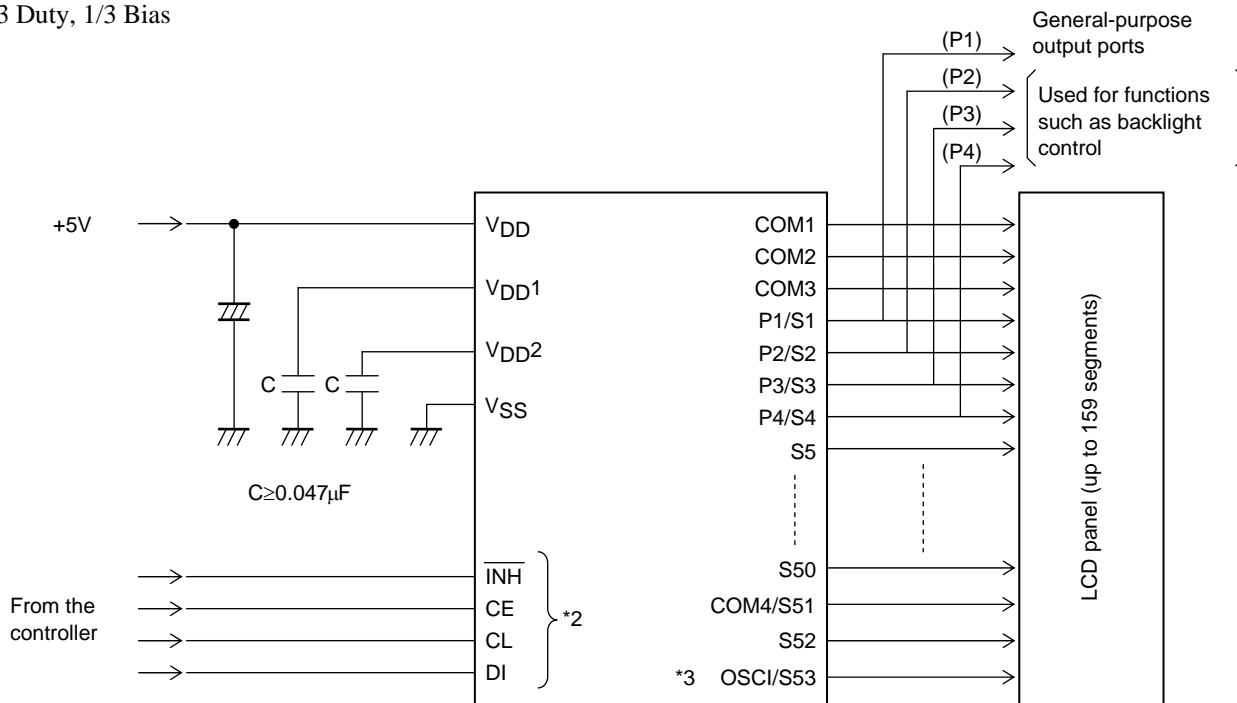 3 Duty, 1/3 Bias
General-purpose
output ports
(P1)
(P2)
(P3)
(P4)
Used for functions
such as backlight
control
+5V
VDD
VDD1
VDD2
VSS
C
C
C≥0.047μF
From the
controller
INH
CE
CL
DI
*2
COM1
COM2
COM3
P1/S1
P2/S2
P3/S3
P4/S4
S5
S50
COM4/S51
S52
*3 OSCI/S53
LCD panel (up to 159 segments)